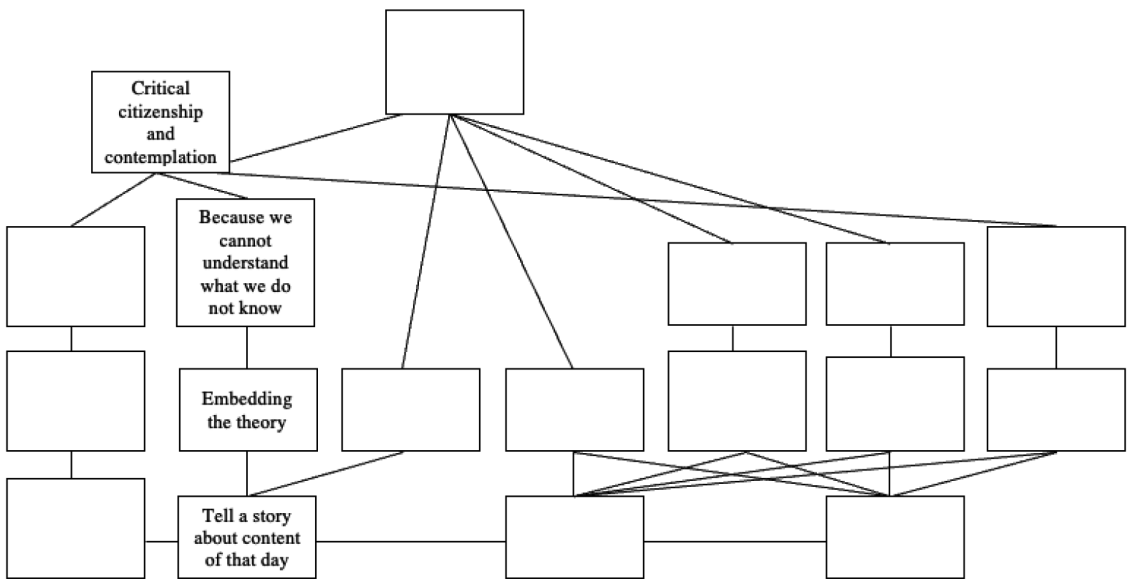 Critical
citizenship
and
contemplation
Because we
cannot
understand
what we do
not know
Embedding
the theory
Tell a story
about content
of that day